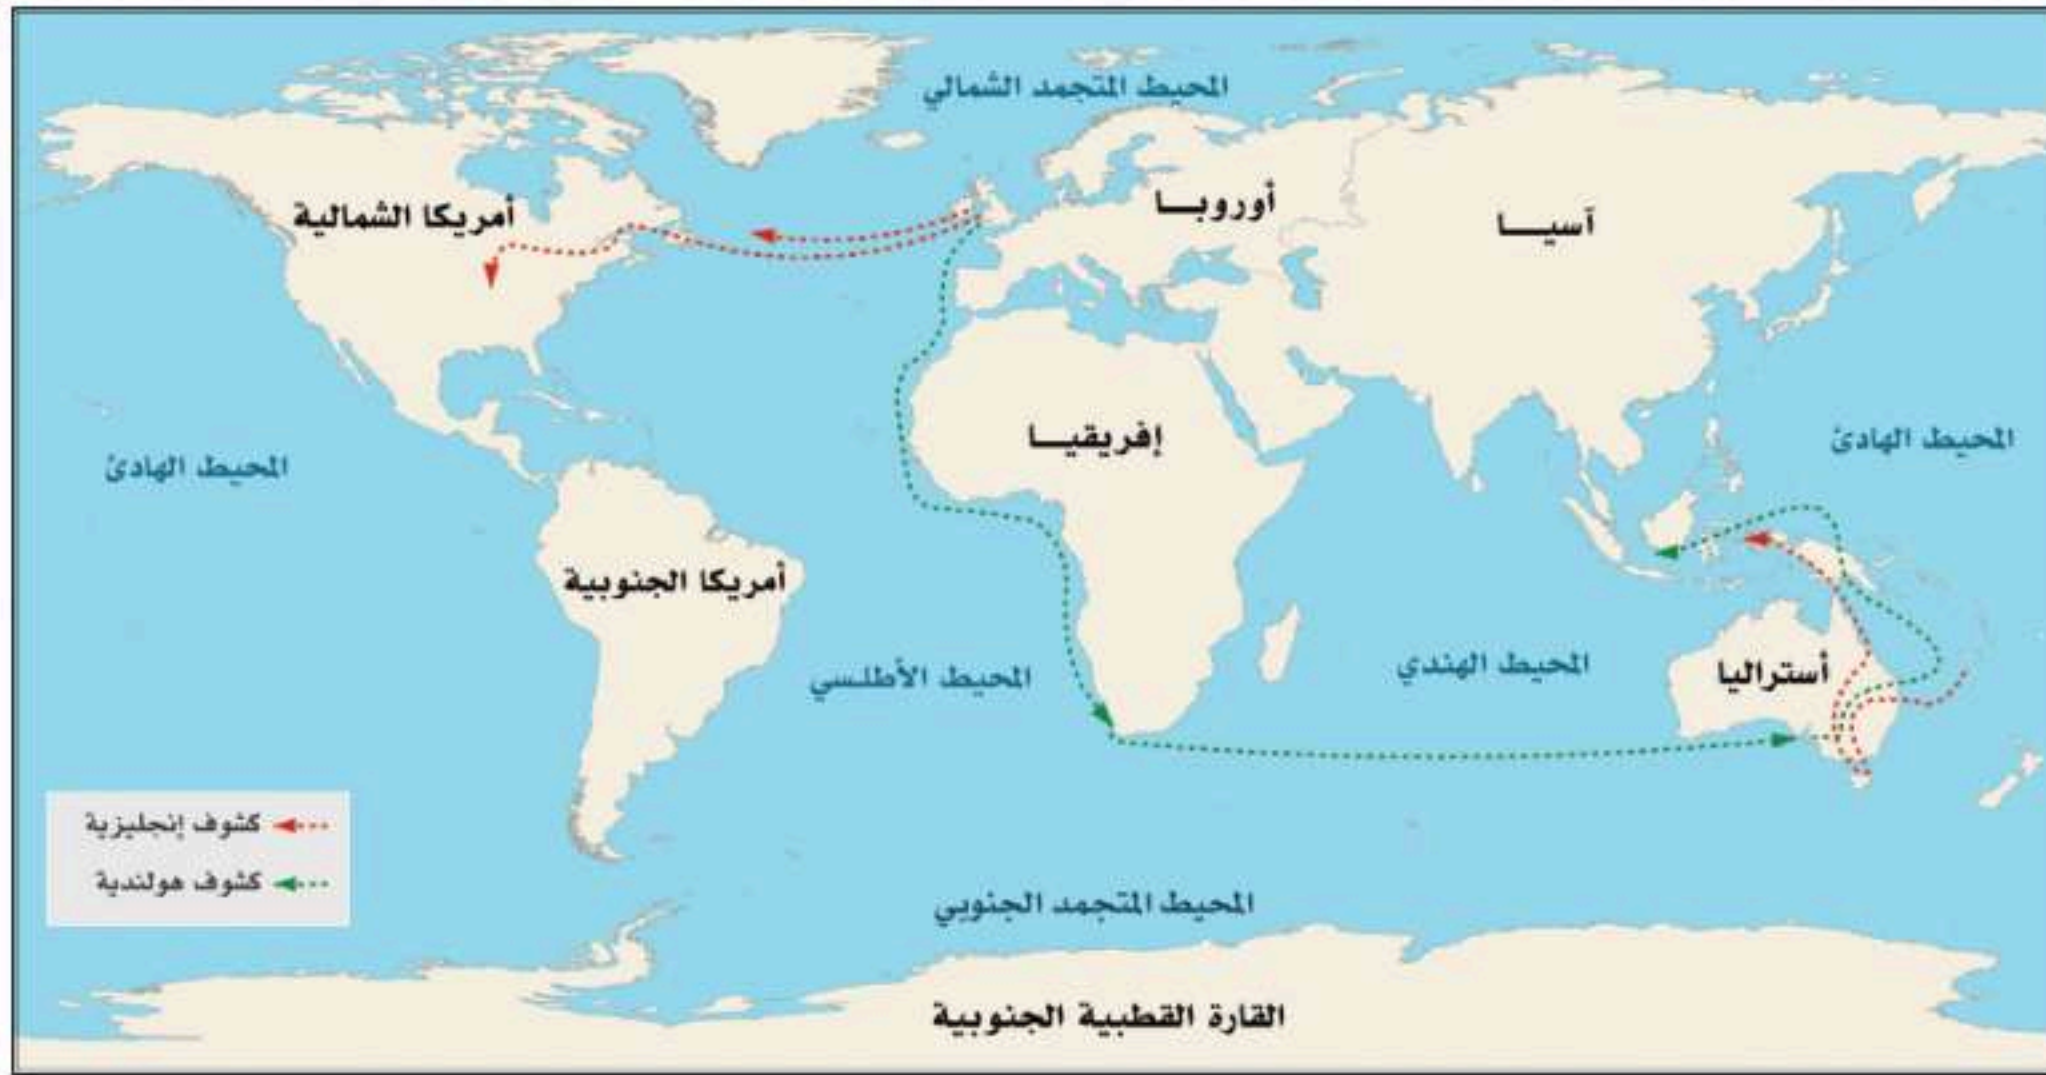 المحيط المتجمد الشمالي
أوروبـــا
آسيـــا
أمريكا الشمالية
إفريقيـــا
المحيط الهادئ
المحيط الهادئ
أمريكا الجنوبية
المحيط الهندي
أستراليا
المحيط الأطلسي
كشوف إنجليزية
كشوف هولندية
المحيط المتجمد الجنوبي
القارة القطبية الجنوبية